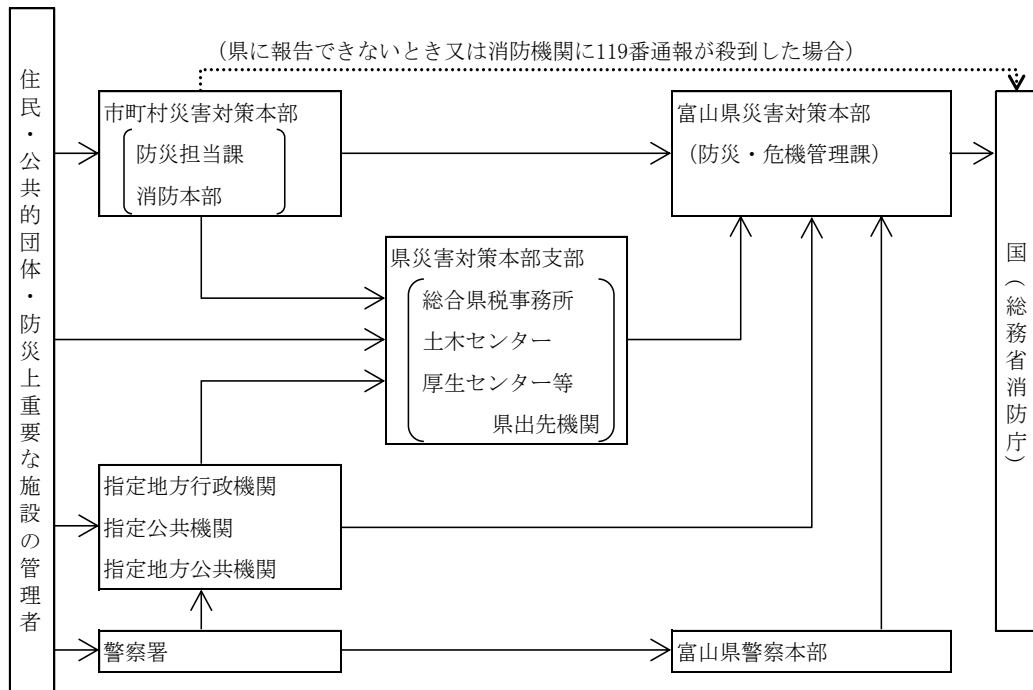 (県に報告できないとき又は消防機関に119番通報が殺到した場合)
住民・公共的団体・防災上重要な施設の管理者
市町村災害対策本部
防災担当課
消防本部
富山県災害対策本部
(防災・危機管理課)
県災害対策本部支部
総合県税事務所
土木センター
厚生センター等
県出先機関
国(総務省消防庁)
指定地方行政機関
指定公共機関
指定地方公共機関
警察署
富山県警察本部